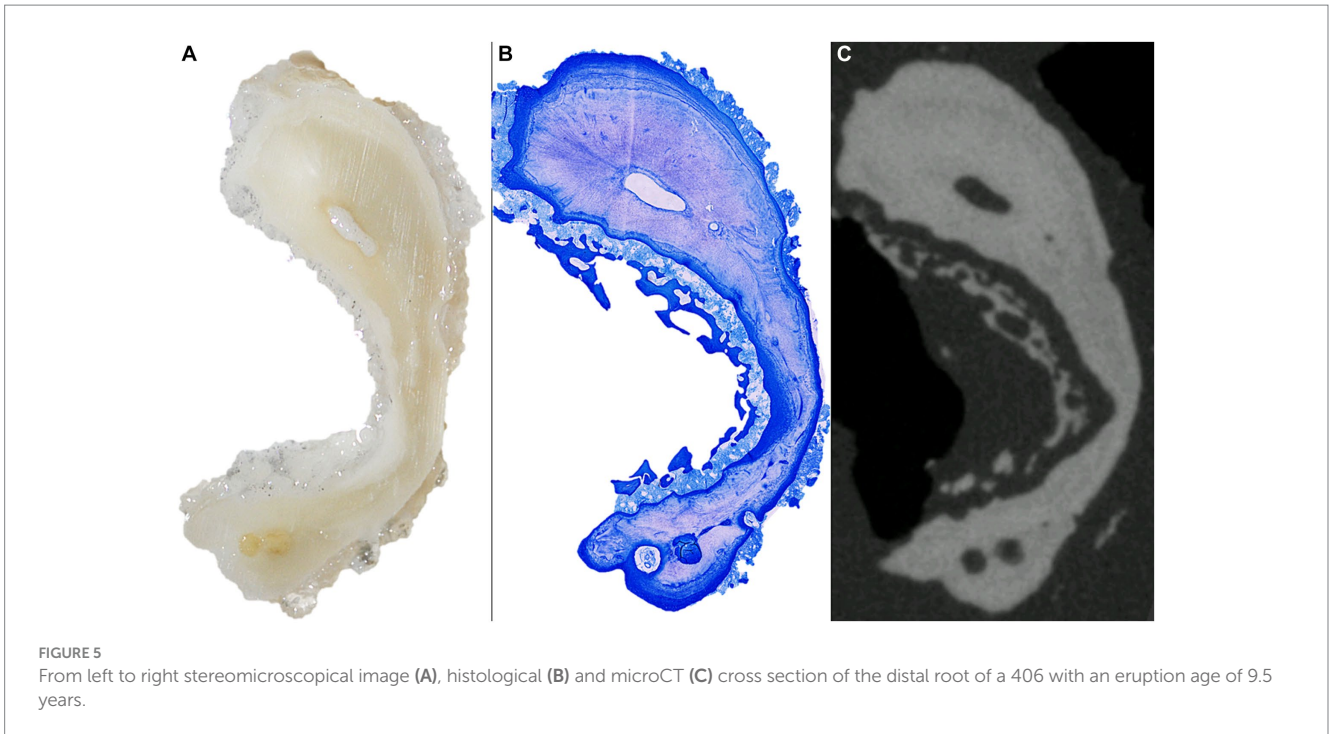 A
B
C
FIGURE 5
From left to right stereomicroscopical image (A), histological (B) and microCT (C) cross section of the distal root of a 406 with an eruption age of 9.5
years.